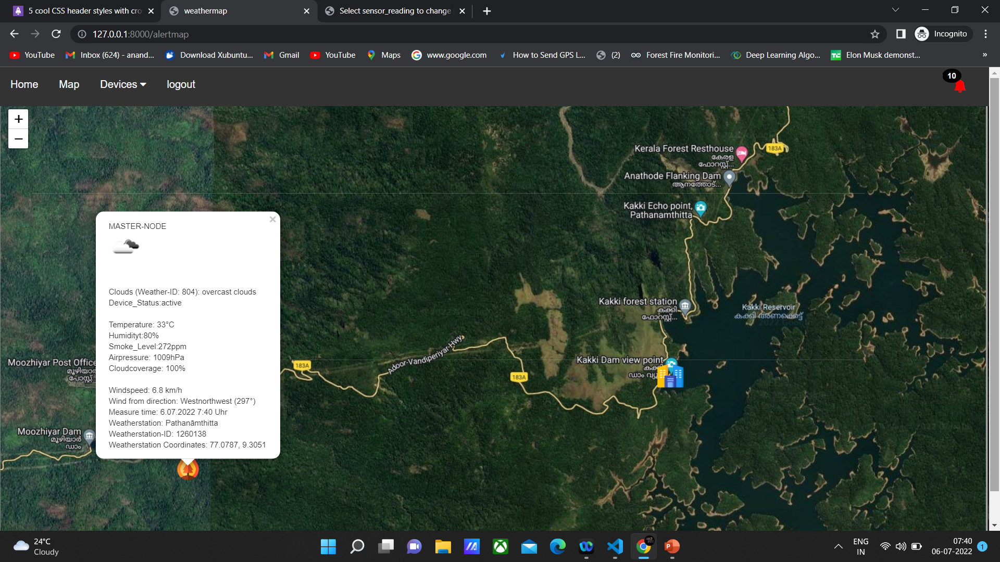 5 cool CSS header styles with cro
weathermap
Select sensor_reading to change
127.0.0.1:8000/alertmap
Incognito
YouTube
Inbox (624) - anand...
Download Xubuntu...
Gmail
YouTube
Maps
www.google.com
How to Send GPS L...
(2)
Forest Fire Monitori...
Deep Learning Algo...
TC
Elon Musk demonst...
»
Home
Map
Devices
logout
10
+
−
Kerala Forest Resthouse
കേരള
ഫോറസ്റ്റ്...
183A
Anathode Flanking Dam
ആനത്തോട്...
Kakki Echo point,
Pathanamthitta
MASTER-NODE
×
Clouds (Weather-ID: 804): overcast clouds
Device_Status:active
Temperature: 33°C
Humidityt:80%
Smoke_Level:272ppm
Airpressure: 1009hPa
Cloudcoverage: 100%
Windspeed: 6.8 km/h
Wind from direction: Westnorthwest (297°)
Measure time: 6.07.2022 7:40 Uhr
Weatherstation: Pathanāmthitta
Weatherstation-ID: 1260138
Weatherstation Coordinates: 77.0787, 9.3051
Kakki forest station
കക്കി
ഫോറസ്റ്റ്...
Kakki Reservoir
കക്കി അണക്കെട്ട്
Adoor-Vandiperiyar-Hwy
Moozhiyar Post Office
മൂഴിയാർ
പോസ്റ്റ്...
183A
183A
Kakki Dam view point
കക്കി
ഡാം
Moozhiyar Dam
മൂഴിയാർ
ഡാം
24°C
Cloudy
ENG
IN
07:40
06-07-2022
1